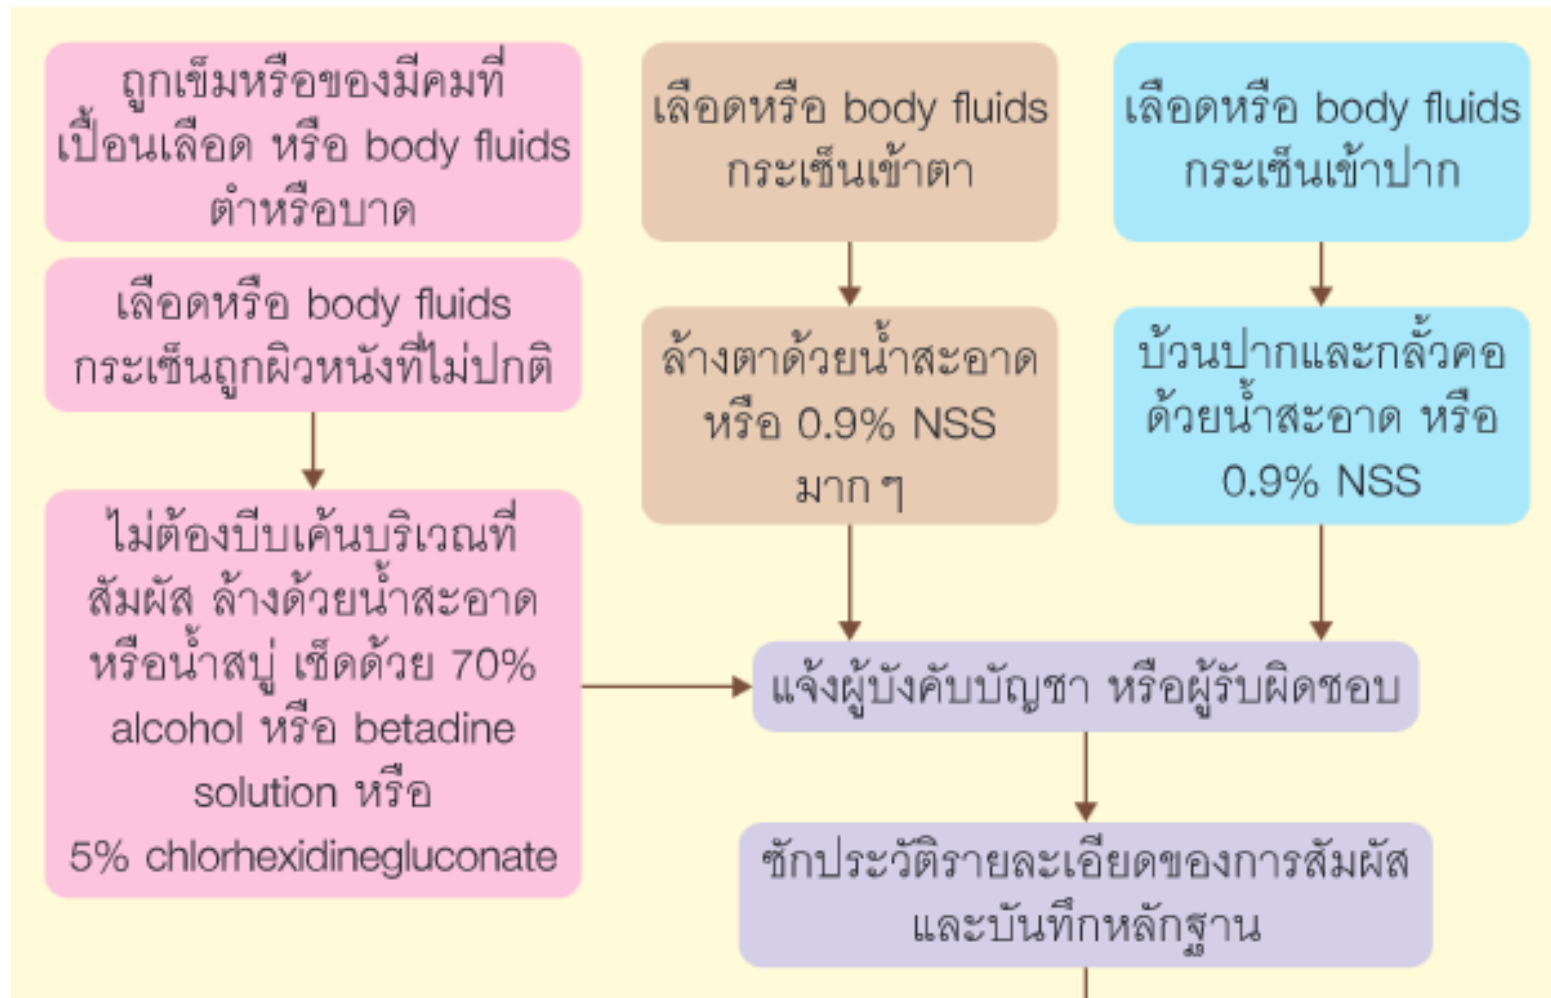 ถูกเข็มหรือของมีคมที่
เปื้อนเลือด หรือ body fluids
ตำหรือบาด
เลือดหรือ body fluids
กระเซ็นถูกผิวหนังที่ไม่ปกติ
ไม่ต้องบีบเค้นบริเวณที่
สัมผัส ล้างด้วยน้ำสะอาด
หรือน้ำสบู่ เช็ดด้วย 70%
alcohol หรือ betadine
solution หรือ
5% chlorhexidinegluconate
เลือดหรือ body fluids
กระเซ็นเข้าตา
ล้างตาด้วยน้ำสะอาด
หรือ 0.9% NSS
มาก ๆ
เลือดหรือ body fluids
กระเซ็นเข้าปาก
บ้วนปากและกลั้วคอ
ด้วยน้ำสะอาด หรือ
0.9% NSS
แจ้งผู้บังคับบัญชา หรือผู้รับผิดชอบ
ซักประวัติรายละเอียดของการสัมผัส
และบันทึกหลักฐาน